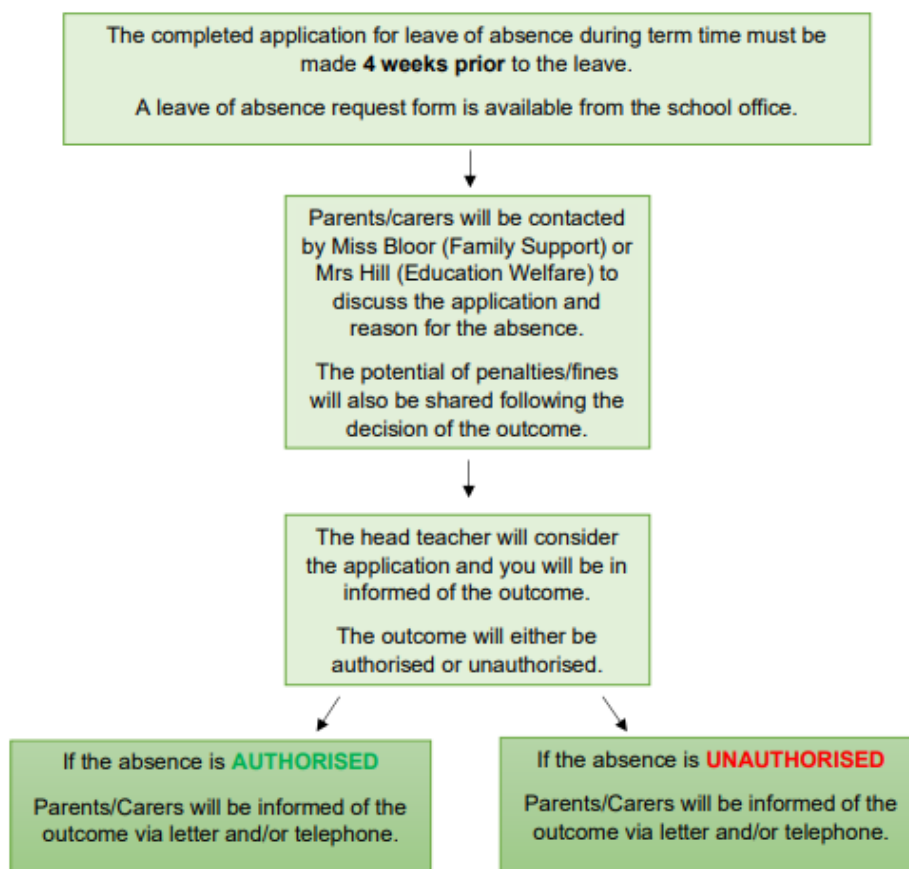 The completed application for leave of absence during term time must be
made 4 weeks prior to the leave.
A leave of absence request form is available from the school office.
Parents/carers will be contacted
by Miss Bloor (Family Support) or
Mrs Hill (Education Welfare) to
discuss the application and
reason for the absence.
The potential of penalties/fines
will also be shared following the
decision of the outcome.
The head teacher will consider
the application and you will be in
informed of the outcome.
The outcome will either be
authorised or unauthorised.
If the absence is AUTHORISED
Parents/Carers will be informed of the
outcome via letter and/or telephone.
If the absence is UNAUTHORISED
Parents/Carers will be informed of the
outcome via letter and/or telephone.